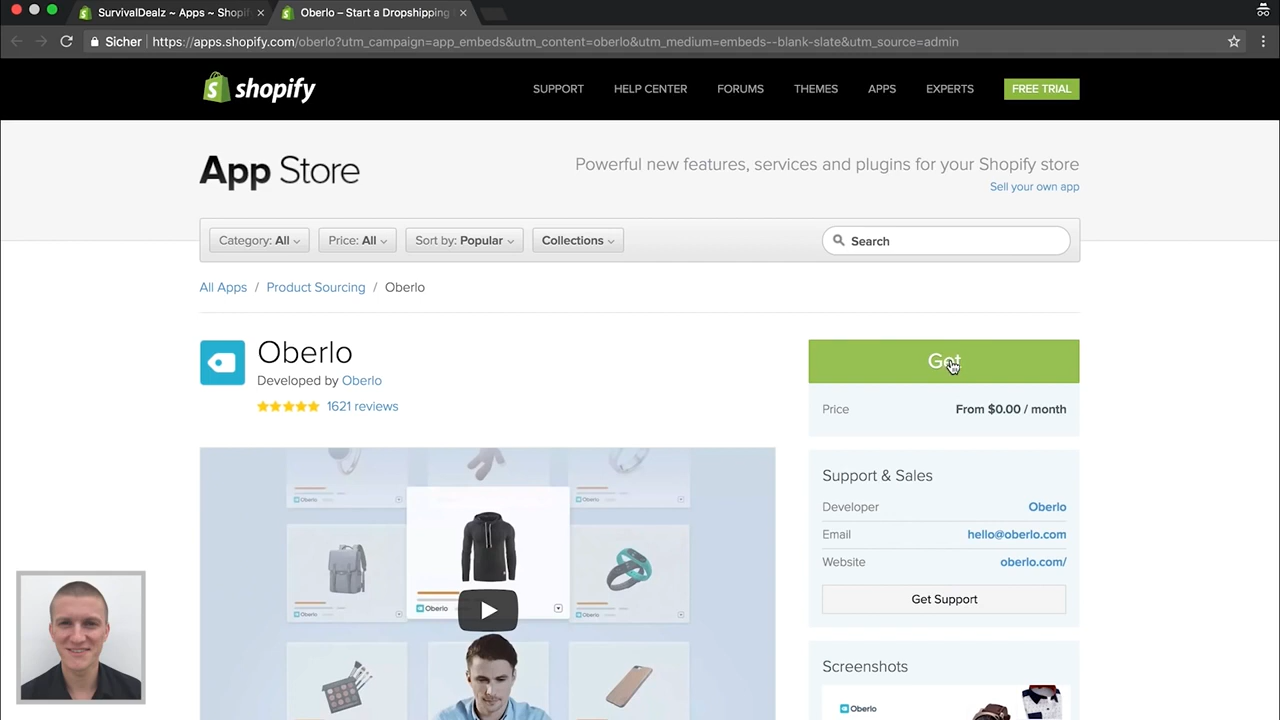 SurvivalDealz ~ Apps ~ Shopif
Oberlo – Start a Dropshipping
Sicher
https://apps.shopify.com/oberlo?utm_campaign=app_embeds&utm_content=oberlo&utm_medium=embeds--blank-slate&utm_source=admin
shopify
SUPPORT HELP CENTER FORUMS THEMES APPS EXPERTS FREE TRIAL
App Store
Powerful new features, services and plugins for your Shopify store
Sell your own app
Category: All Price: All Sort by: Popular Collections Search
All Apps / Product Sourcing / Oberlo
Oberlo
Developed by Oberlo
1621 reviews
Get
Price From $0.00 / month
Support & Sales
Developer Oberlo
Email hello@oberlo.com
Website oberlo.com/
Get Support
Screenshots
Oberlo
Oberlo Oberlo Oberlo
Oberlo Oberlo Oberlo